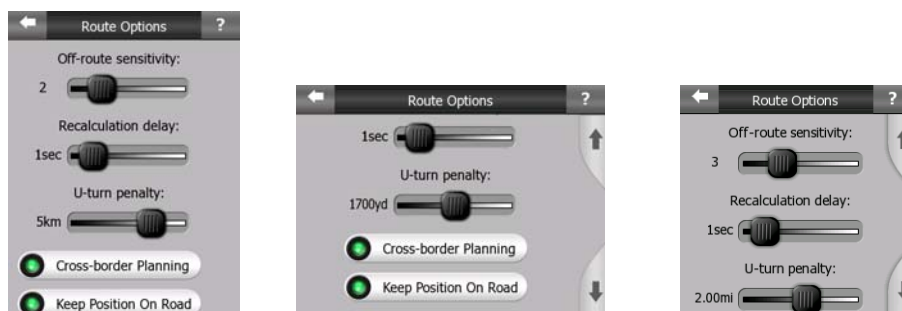 Route Options ?
Off-route sensitivity:
2
Recalculation delay:
1sec
U-turn penalty:
5km
Cross-border Planning
Keep Position On Road
Route Options ?
1sec
U-turn penalty:
1700yd
Cross-border Planning
Keep Position On Road
Route Options ?
Off-route sensitivity:
3
Recalculation delay:
1sec
U-turn penalty:
2.00mi